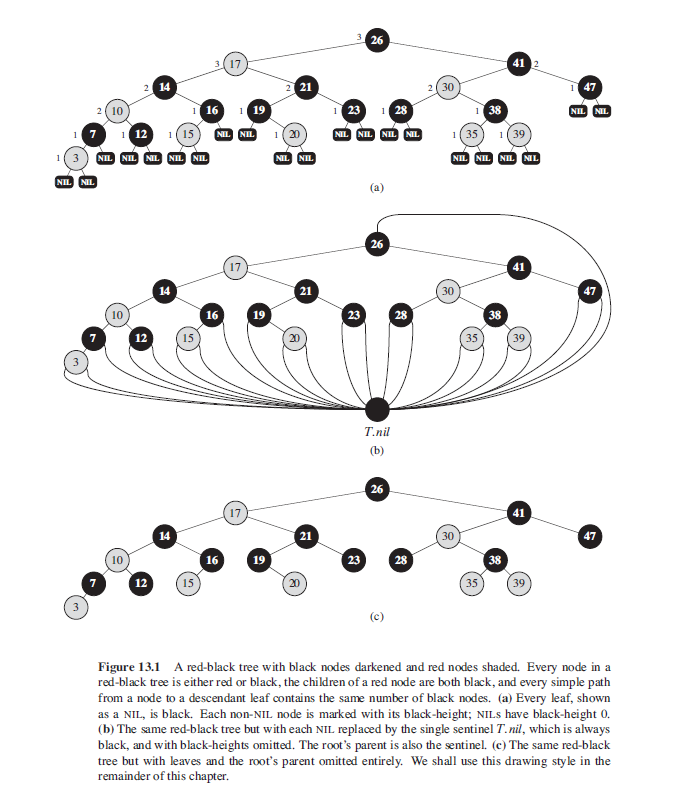 3 26
3 17 41 2
2 14 2 21 2 30 1 47
2 10 1 16 1 19 1 23 1 28 1 38 NIL NIL
1 7 1 12 1 15 NIL NIL 1 20 NIL NIL NIL NIL 1 35 1 39
1 3 NIL NIL NIL NIL NIL NIL NIL NIL NIL NIL NIL
NIL NIL
(a)
26
17 41
14 21 30 47
10 16 19 23 28 38
7 12 15 20 35 39
3
T.nil
(b)
26
17 41
14 21 30 47
10 16 19 23 28 38
7 12 15 20 35 39
3
(c)
Figure 13.1 A red-black tree with black nodes darkened and red nodes shaded. Every node in a
red-black tree is either red or black, the children of a red node are both black, and every simple path
from a node to a descendant leaf contains the same number of black nodes. (a) Every leaf, shown
as a NIL, is black. Each non-NIL node is marked with its black-height; NILs have black-height 0.
(b) The same red-black tree but with each NIL replaced by the single sentinel T.nil, which is always
black, and with black-heights omitted. The root's parent is also the sentinel. (c) The same red-black
tree but with leaves and the root's parent omitted entirely. We shall use this drawing style in the
remainder of this chapter.